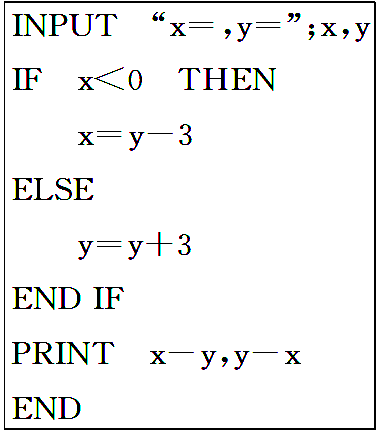 INPUT “x=,y=”;x,y
IF x<0 THEN
x=y-3
ELSE
y=y+3
END IF
PRINT x-y,y-x
END